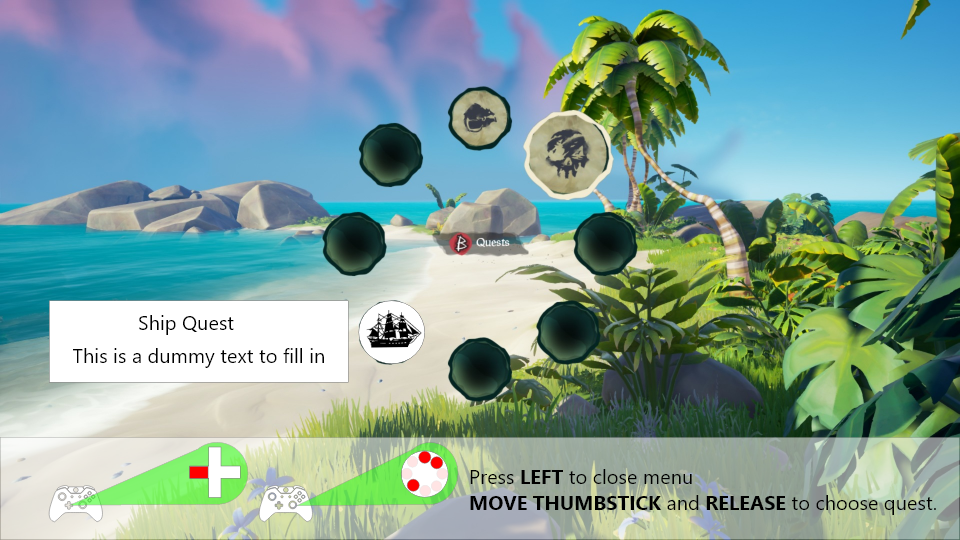 B Quests
Ship Quest
This is a dummy text to fill in
Press LEFT to close menu
MOVE THUMBSTICK and RELEASE to choose quest.